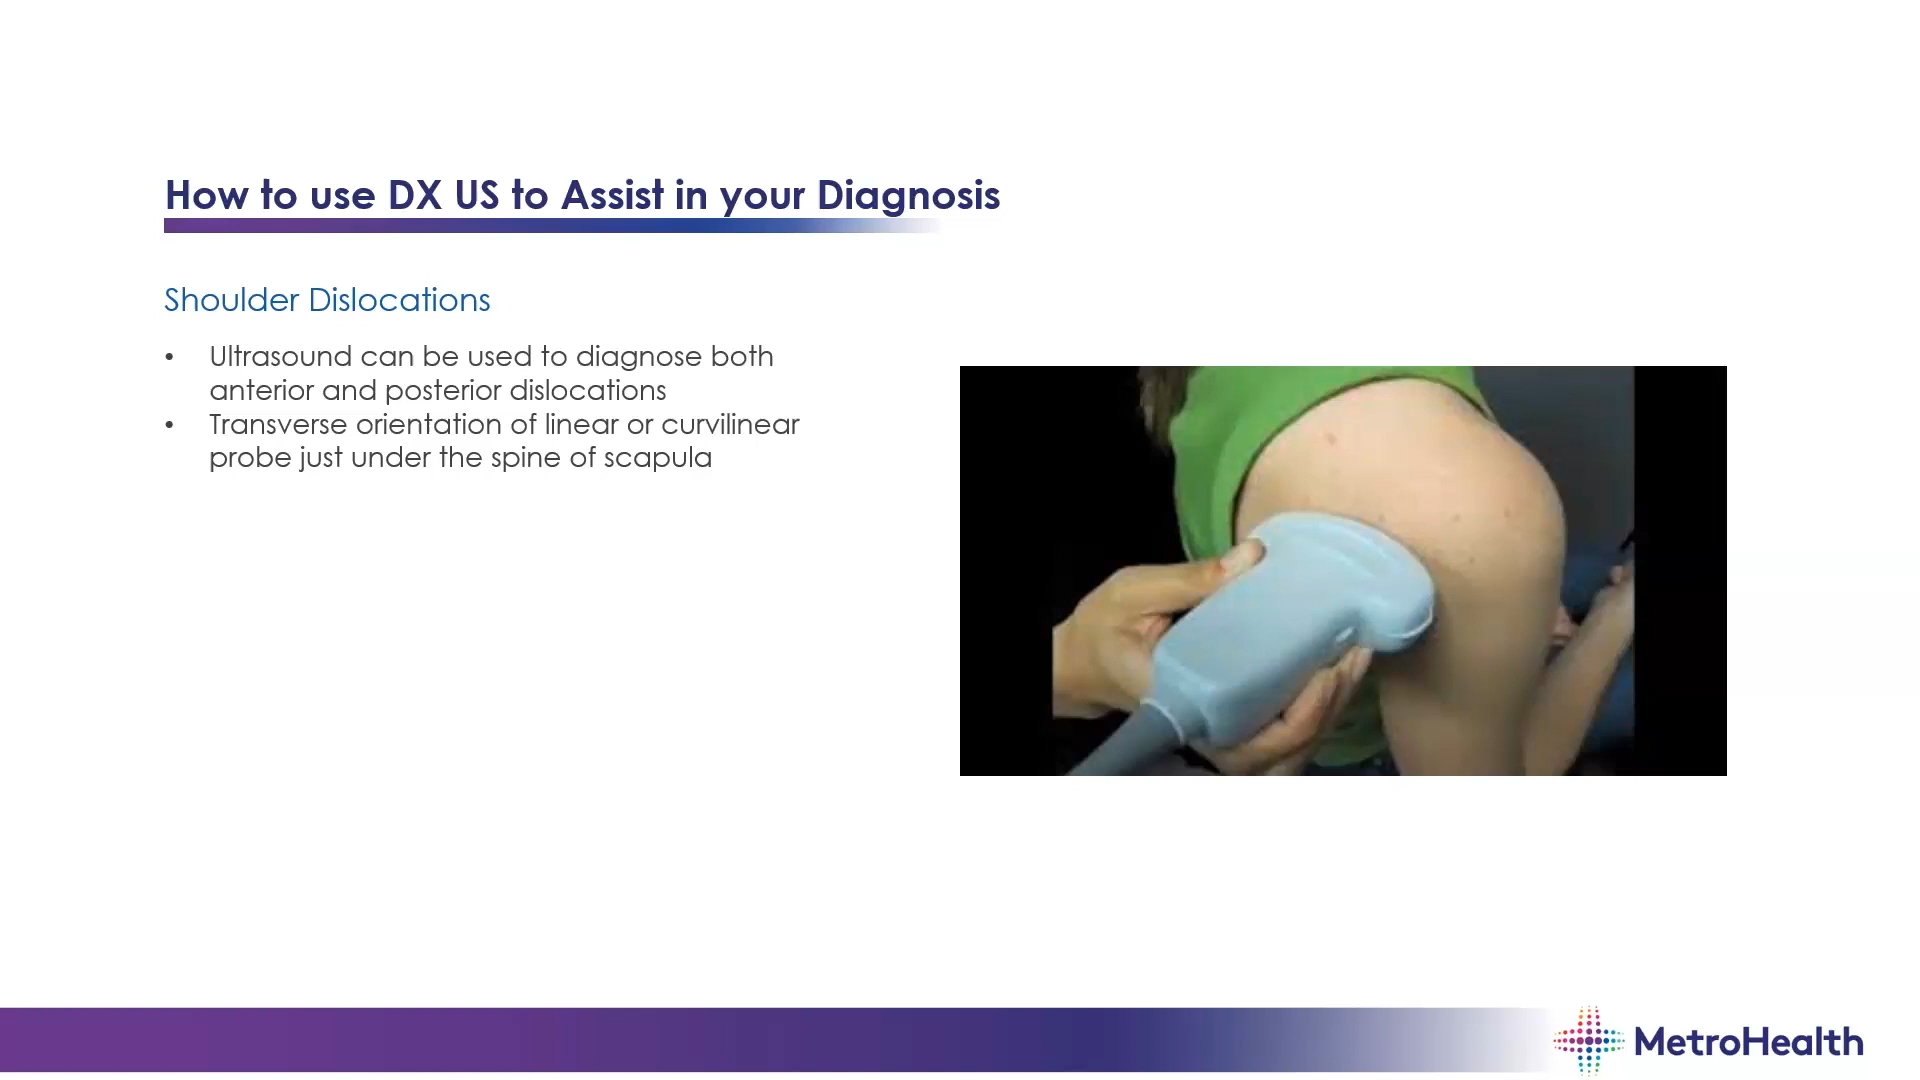 How to use DX US to Assist in your Diagnosis
Shoulder Dislocations
• Ultrasound can be used to diagnose both
anterior and posterior dislocations
• Transverse orientation of linear or curvilinear
probe just under the spine of scapula
MetroHealth